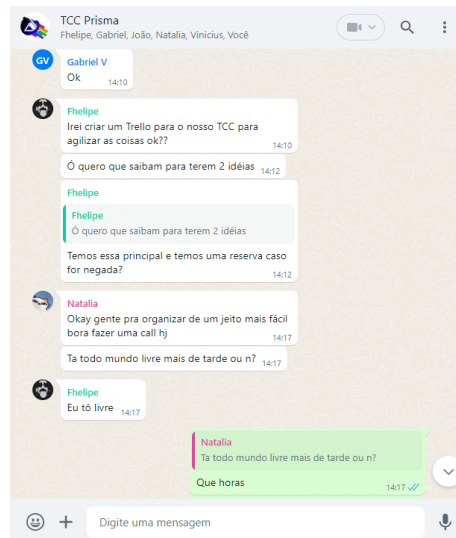 TCC Prisma
Fhelipe, Gabriel, João, Natalia, Vinicius, Você
GV
Gabriel V
Ok
14:10
Fhelipe
Irei criar um Trello para o nosso TCC para
agilizar as coisas ok??
14:10
Ó quero que saibam para terem 2 idéias
14:12
Fhelipe
Fhelipe
Ó quero que saibam para terem 2 idéias
Temos essa principal e temos uma reserva caso
for negada?
14:12
Natalia
Okay gente pra organizar de um jeito mais fácil
bora fazer uma call hj
14:17
Ta todo mundo livre mais de tarde ou n?
14:17
Fhelipe
Eu tô livre
14:17
Natalia
Ta todo mundo livre mais de tarde ou n?
Que horas
14:17
Digite uma mensagem